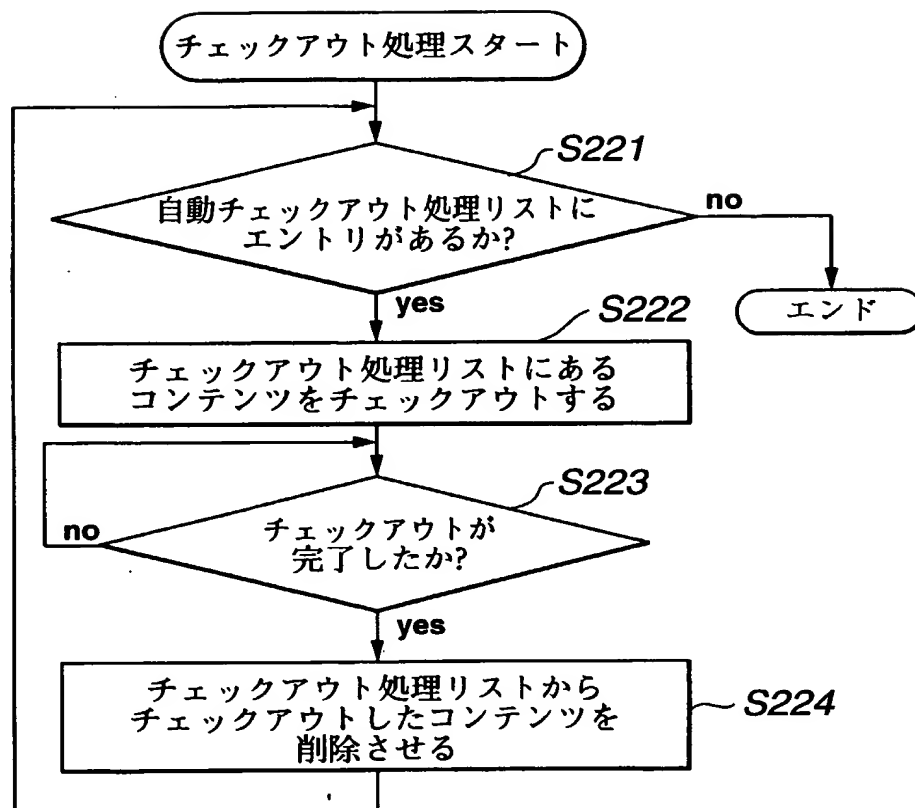 チェックアウト処理スタート
S221
自動チェックアウト処理リストに
エントリがあるか?
no
yes
エンド
S222
チェックアウト処理リストにある
コンテンツをチェックアウトする
S223
チェックアウトが
完了したか?
no
yes
チェックアウト処理リストから
チェックアウトしたコンテンツを
削除させる
S224